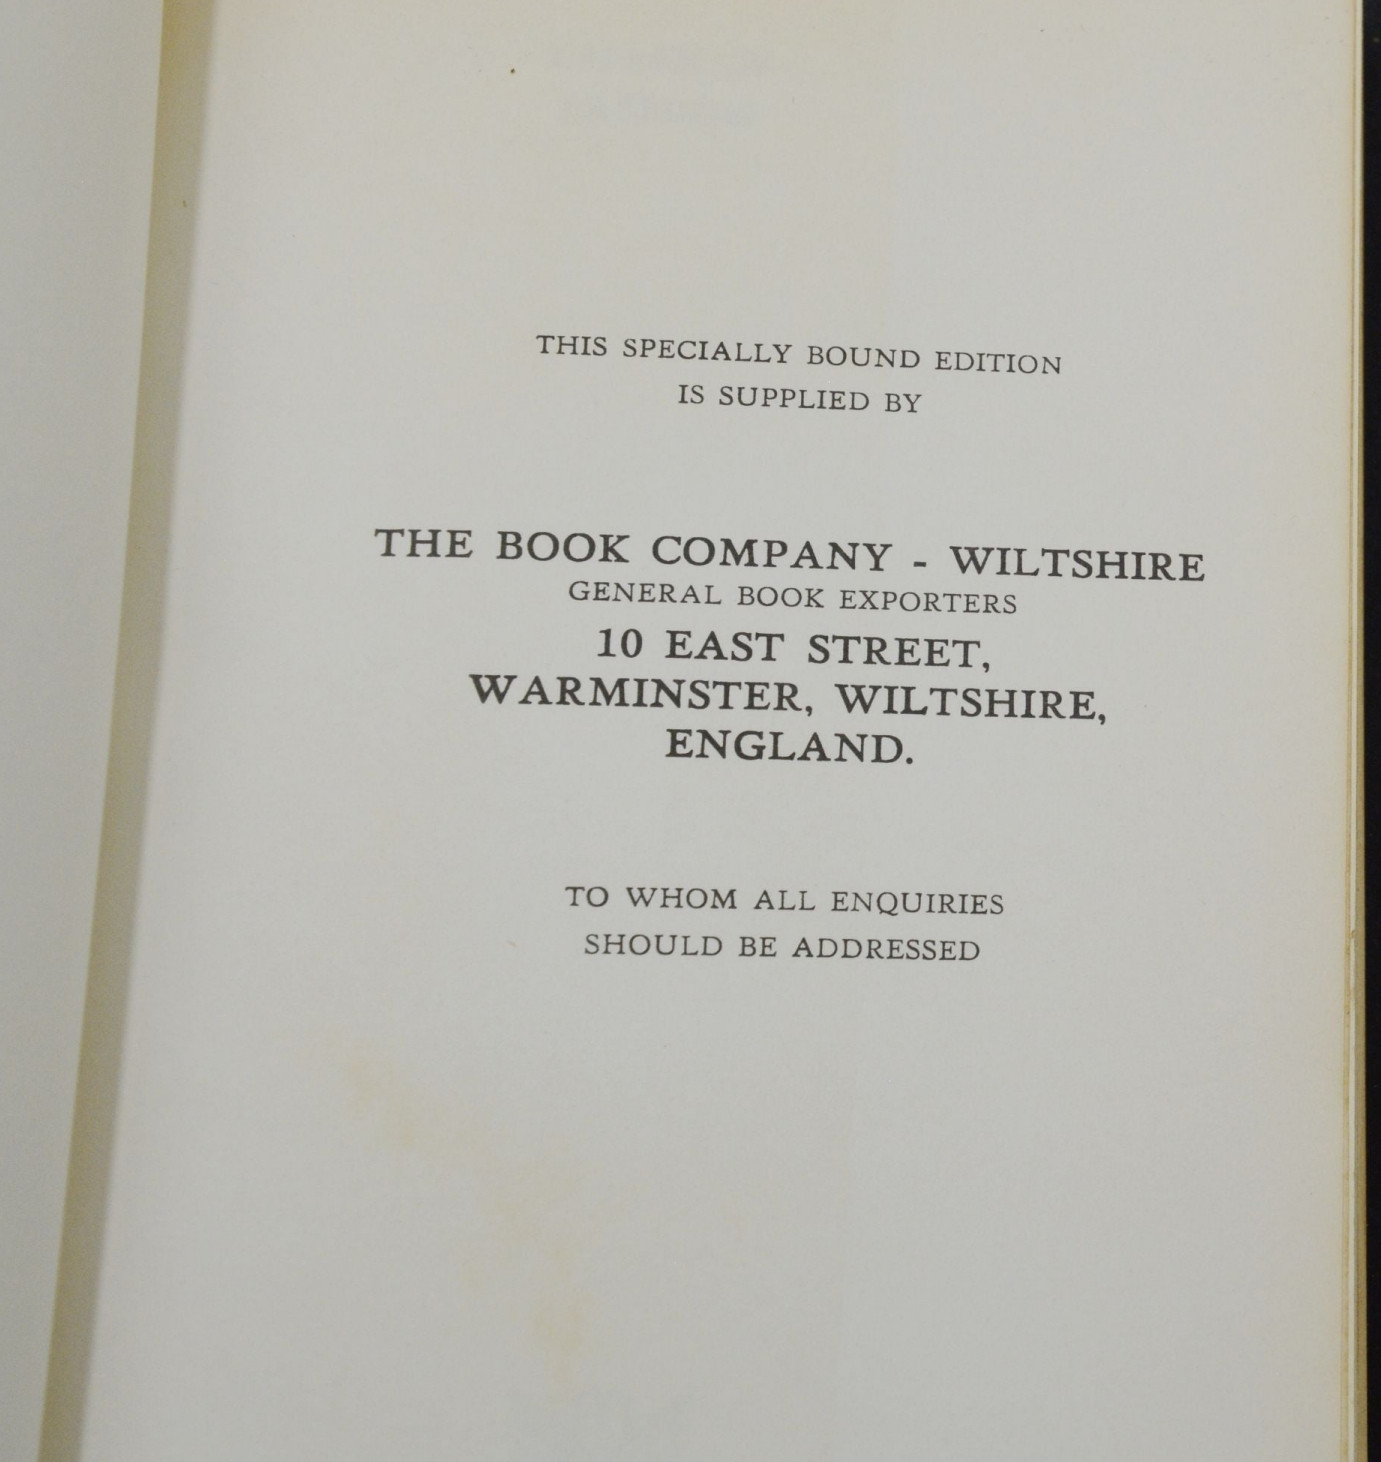 THIS SPECIALLY BOUND EDITION
IS SUPPLIED BY
THE BOOK COMPANY - WILTSHIRE
GENERAL BOOK EXPORTERS
10 EAST STREET,
WARMINSTER, WILTSHIRE,
ENGLAND.
TO WHOM ALL ENQUIRIES
SHOULD BE ADDRESSED